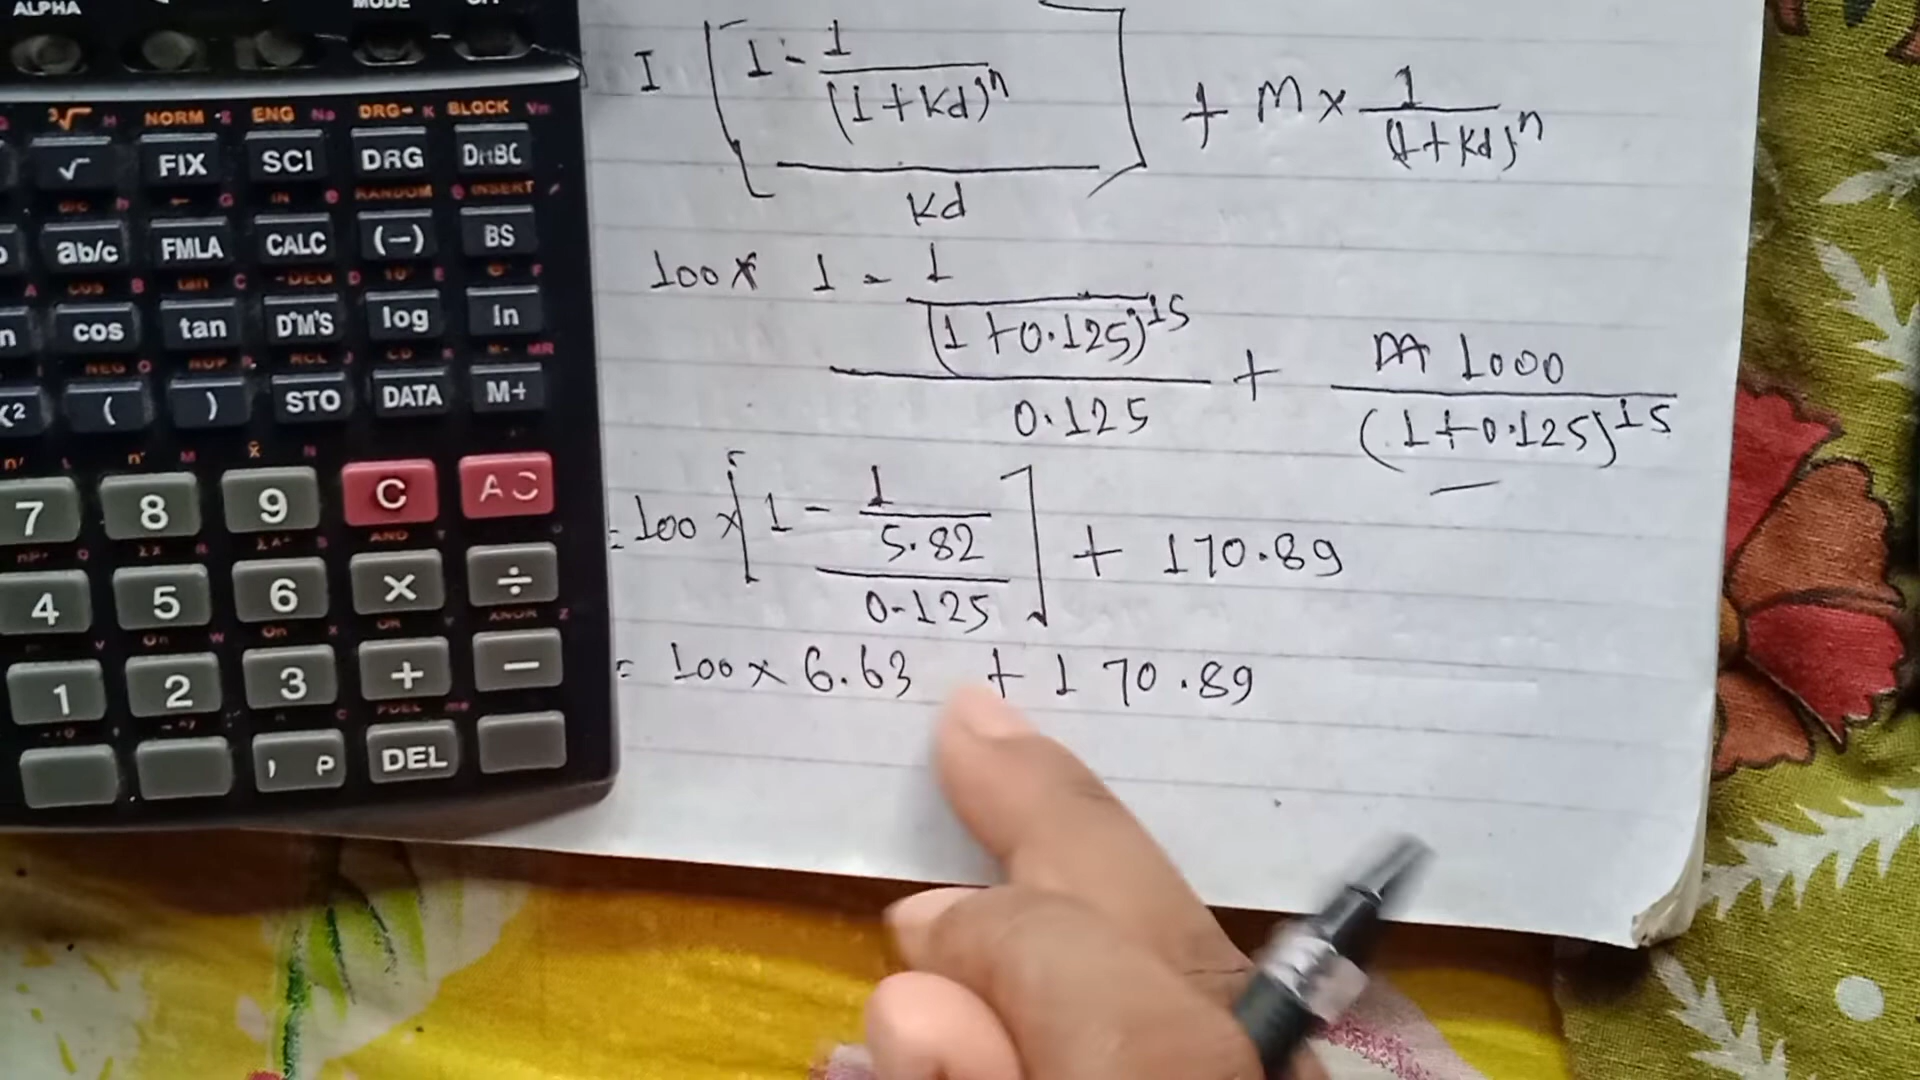 ALPHA MODE
³√ H NORM ENG No DRG→ K BLOCK Vm
√ FIX SCI DRG
RANDOM INSERT
ab/c FMLA CALC (−) BS
cos tan D°M'S log ln
( ) STO DATA M+
7 8 9 C AC
4 5 6 × ÷
1 2 3 + −
, P DEL
I [ 1 - 1/(1+Kd)^n / Kd ] + M × 1/(1+Kd)^n
100 × 1 - 1/(1+0.125)^15 / 0.125 + 1000/(1+0.125)^15
= 100 × [ 1 - 1/5.82 / 0.125 ] + 170.89
= 100 × 6.63 + 170.89